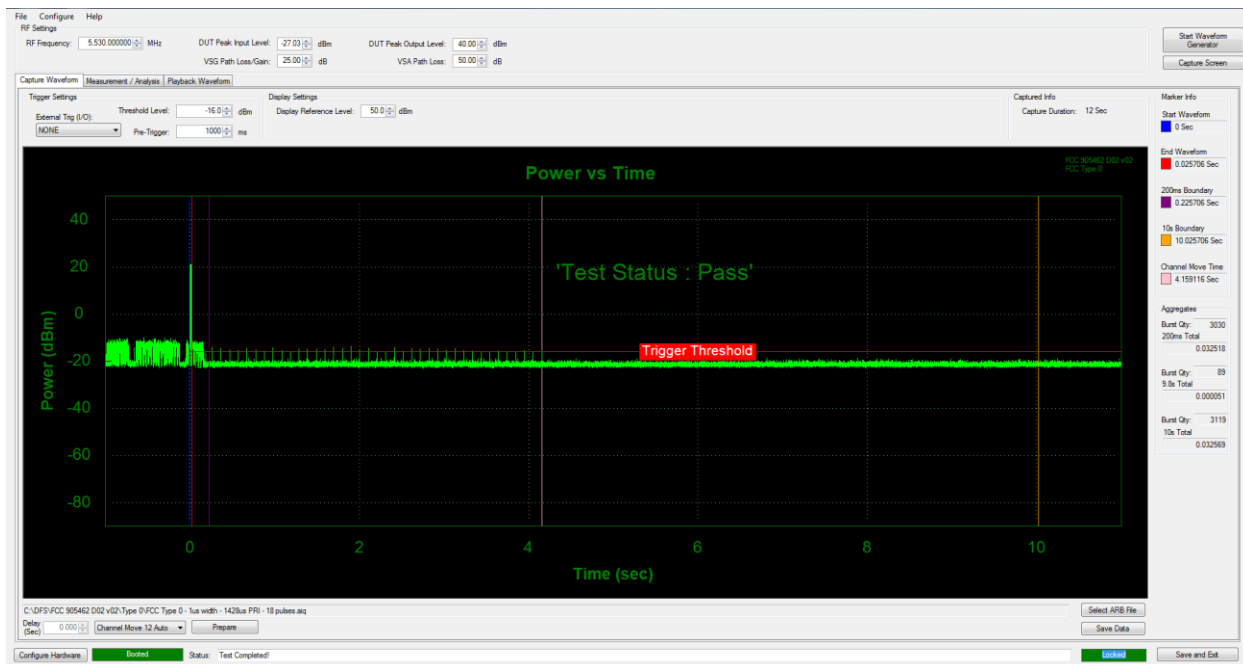 File Configure Help
RF Settings
RF Frequency: 5,530.000000 MHz DUT Peak Input Level: -27.03 dBm DUT Peak Output Level: 40.00 dBm
VSG Path Loss/Gain: 25.00 dB VSA Path Loss: 50.00 dB
Start Waveform
Generator
Capture Screen
Capture Waveform Measurement / Analysis Playback Waveform
Trigger Settings
Threshold Level: -16.0 dBm
External Trig (I/O):
NONE Pre-Trigger: 1000 ms
Display Settings
Display Reference Level: 50.0 dBm
Captured Info
Capture Duration: 12 Sec
Marker Info
Start Waveform
0 Sec
End Waveform
0.025706 Sec
200ms Boundary
0.225706 Sec
10s Boundary
10.025706 Sec
Channel Move Time
4.159116 Sec
Aggregates
Burst Qty: 3030
200ms Total
0.032518
Burst Qty: 89
9.8s Total
0.000051
Burst Qty: 3119
10s Total
0.032569
Power vs Time
FCC 905462 D02 v02
FCC Type 0
'Test Status : Pass'
Trigger Threshold
Power (dBm)
40
20
0
-20
-40
-60
-80
0 2 4 6 8 10
Time (sec)
C:\DFS\FCC 905462 D02 v02\Type 0\FCC Type 0 - 1us width - 1428us PRI - 18 pulses.aiq
Select ARB File
Delay
(Sec) 0.000 Channel Move 12 Auto Prepare
Save Data
Configure Hardware Booted Status: Test Completed! Locked Save and Exit